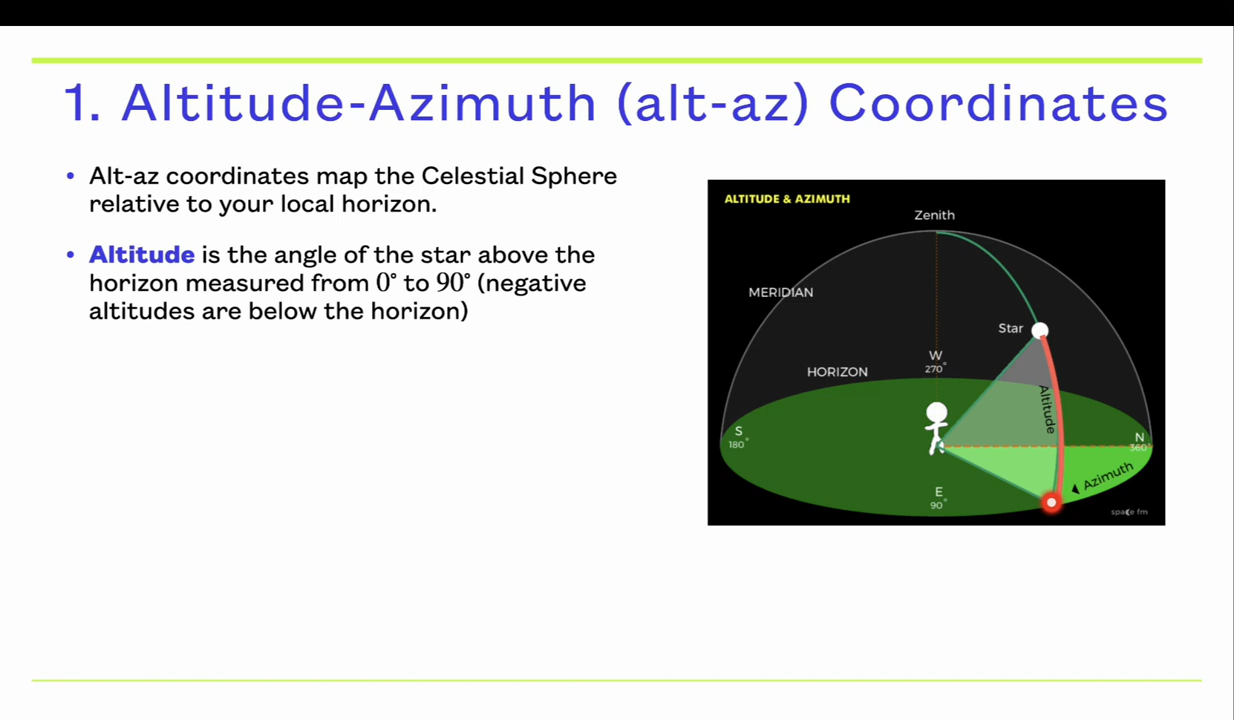 1. Altitude-Azimuth (alt-az) Coordinates
• Alt-az coordinates map the Celestial Sphere
relative to your local horizon.
• Altitude is the angle of the star above the
horizon measured from 0° to 90° (negative
altitudes are below the horizon)
ALTITUDE & AZIMUTH
Zenith
MERIDIAN
Star
W
270°
HORIZON
Altitude
S
180°
N
360°
Azimuth
E
90°
space fm